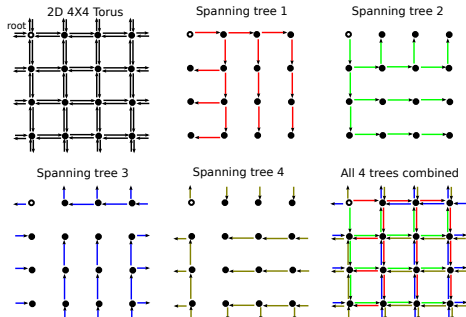 2D 4X4 Torus
Spanning tree 1
Spanning tree 2
root
Spanning tree 3
Spanning tree 4
All 4 trees combined